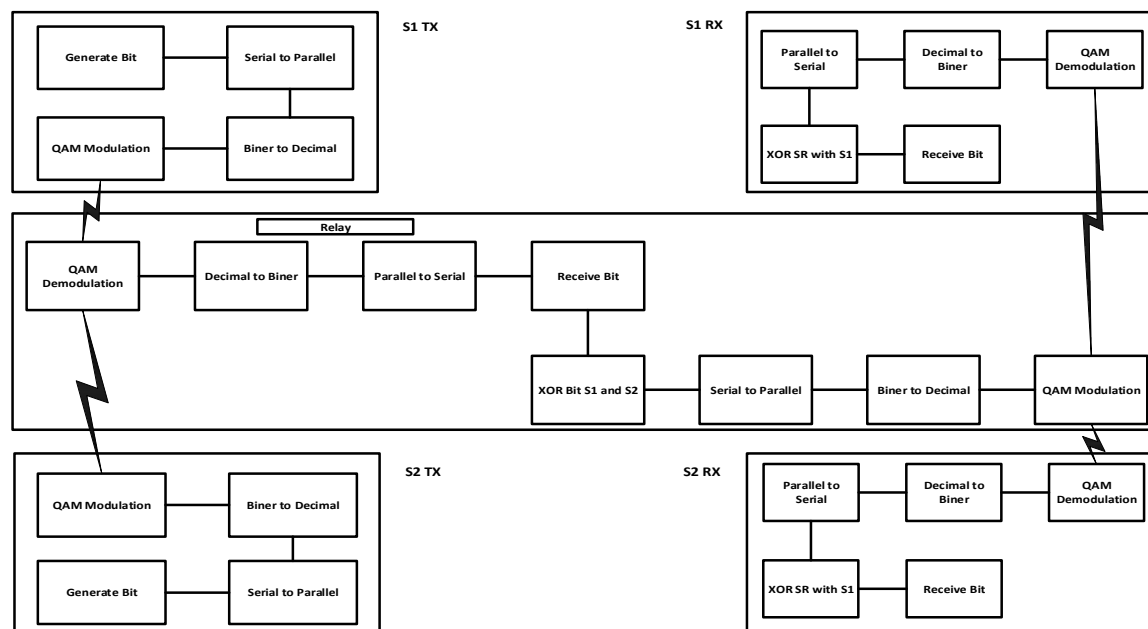 S1 TX
Generate Bit
Serial to Parallel
QAM Modulation
Biner to Decimal
S1 RX
Parallel to
Serial
Decimal to
Biner
QAM
Demodulation
XOR SR with S1
Receive Bit
Relay
QAM
Demodulation
Decimal to Biner
Parallel to Serial
Receive Bit
XOR Bit S1 and S2
Serial to Parallel
Biner to Decimal
QAM Modulation
S2 TX
QAM Modulation
Biner to Decimal
Generate Bit
Serial to Parallel
S2 RX
Parallel to
Serial
Decimal to
Biner
QAM
Demodulation
XOR SR with S1
Receive Bit